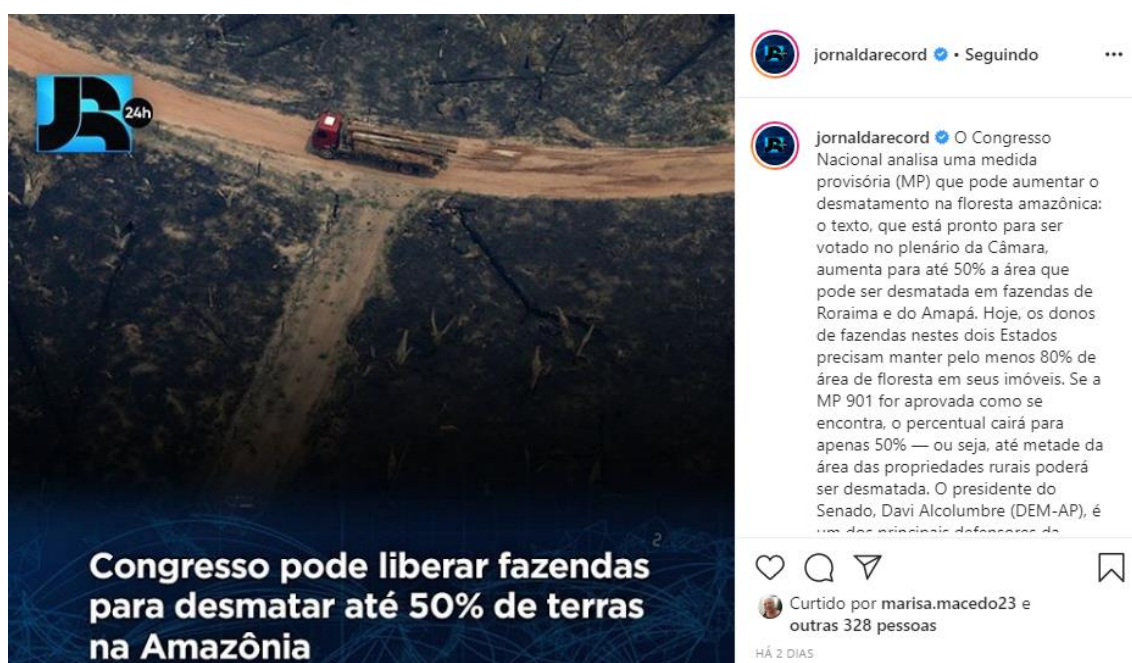 JR 24h
Congresso pode liberar fazendas
para desmatar até 50% de terras
na Amazônia
jornaldarecord • Seguindo
jornaldarecord O Congresso
Nacional analisa uma medida
provisória (MP) que pode aumentar o
desmatamento na floresta amazônica:
o texto, que está pronto para ser
votado no plenário da Câmara,
aumenta para até 50% a área que
pode ser desmatada em fazendas de
Roraima e do Amapá. Hoje, os donos
de fazendas nestes dois Estados
precisam manter pelo menos 80% de
área de floresta em seus imóveis. Se a
MP 901 for aprovada como se
encontra, o percentual cairá para
apenas 50% — ou seja, até metade da
área das propriedades rurais poderá
ser desmatada. O presidente do
Senado, Davi Alcolumbre (DEM-AP), é
um dos principais defensores da
Curtido por marisa.macedo23 e
outras 328 pessoas
HÁ 2 DIAS